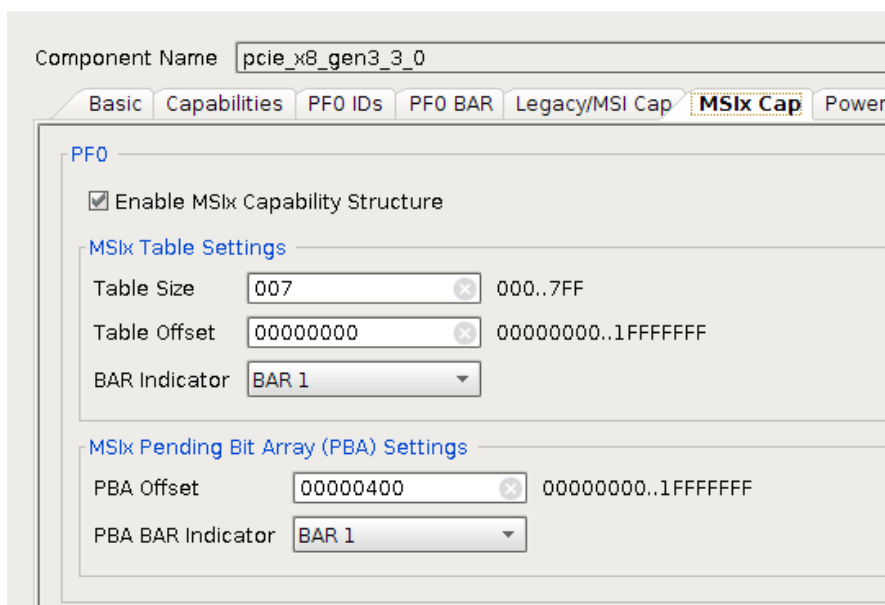 Component Name pcie_x8_gen3_3_0
Basic Capabilities PF0 IDs PF0 BAR Legacy/MSI Cap MSIx Cap Power
PF0
Enable MSIx Capability Structure
MSIx Table Settings
Table Size 007 000..7FF
Table Offset 00000000 00000000..1FFFFFFF
BAR Indicator BAR 1
MSIx Pending Bit Array (PBA) Settings
PBA Offset 00000400 00000000..1FFFFFFF
PBA BAR Indicator BAR 1